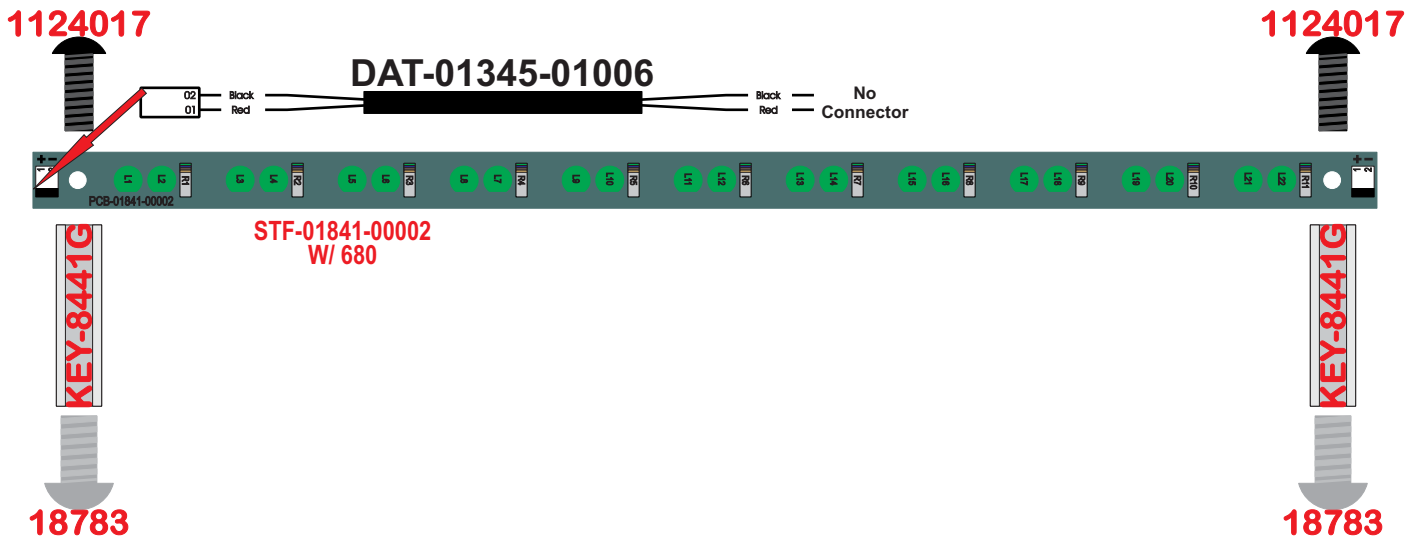 1124017
1124017
DAT-01345-01006
02 Black
01 Red
Black
Red
No
Connector
+ -
1
L1 L2 R1 L3 L4 R2 L5 L6 R3 L7 R4 L9 L10 R5 L11 L12 R6 L13 L14 R7 L15 L16 R8 L17 L18 R9 L19 L20 R10 L21 L22 R11
+ -
1
2
PCB-01841-00002
STF-01841-00002
W/ 680
KEY-8441G
KEY-8441G
18783
18783